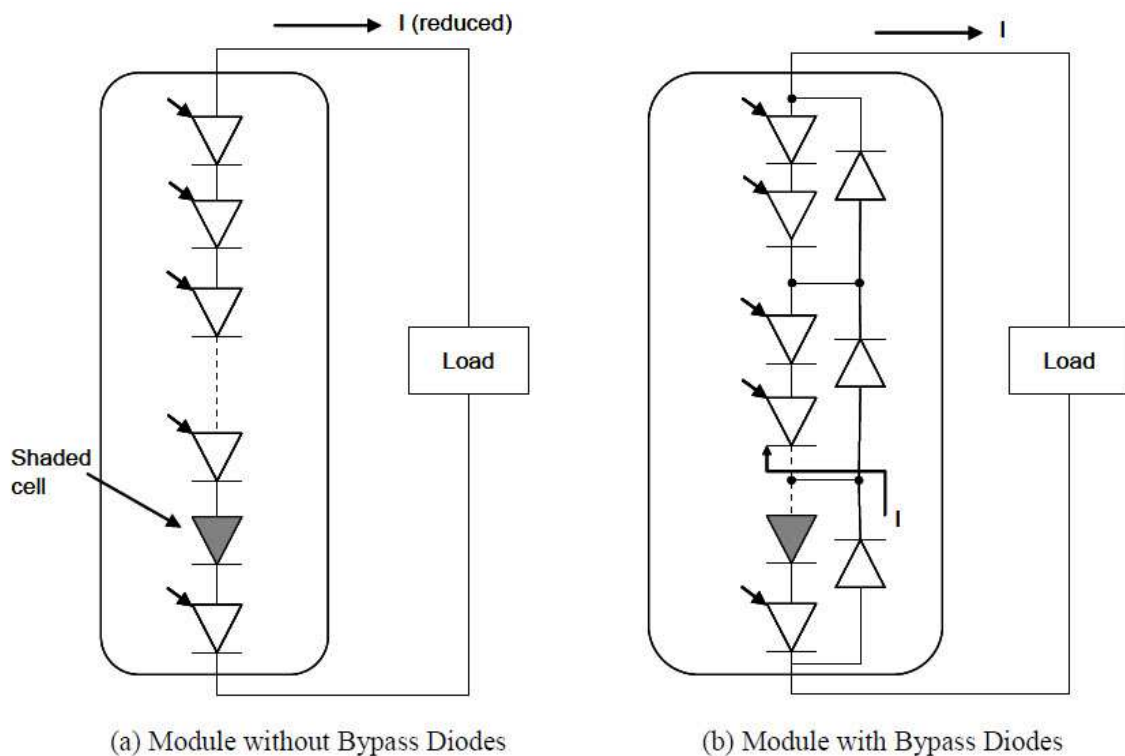 I (reduced)
Load
Shaded
cell
(a) Module without Bypass Diodes
I
Load
I
(b) Module with Bypass Diodes